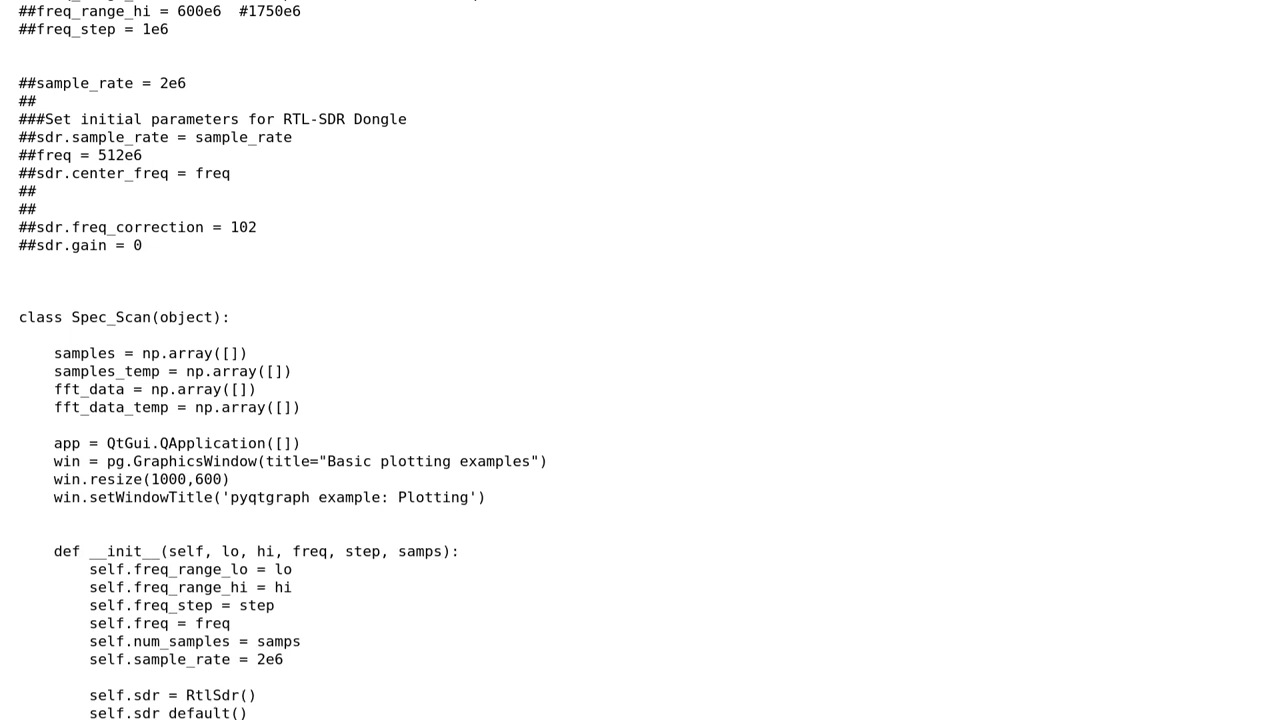 ##freq_range_hi = 600e6  #1750e6
##freq_step = 1e6
##sample_rate = 2e6
##
###Set initial parameters for RTL-SDR Dongle
##sdr.sample_rate = sample_rate
##freq = 512e6
##sdr.center_freq = freq
##
##
##sdr.freq_correction = 102
##sdr.gain = 0
class Spec_Scan(object):
    samples = np.array([])
    samples_temp = np.array([])
    fft_data = np.array([])
    fft_data_temp = np.array([])
    app = QtGui.QApplication([])
    win = pg.GraphicsWindow(title="Basic plotting examples")
    win.resize(1000,600)
    win.setWindowTitle('pyqtgraph example: Plotting')
    def __init__(self, lo, hi, freq, step, samps):
        self.freq_range_lo = lo
        self.freq_range_hi = hi
        self.freq_step = step
        self.freq = freq
        self.num_samples = samps
        self.sample_rate = 2e6
        self.sdr = RtlSdr()
        self.sdr_default()